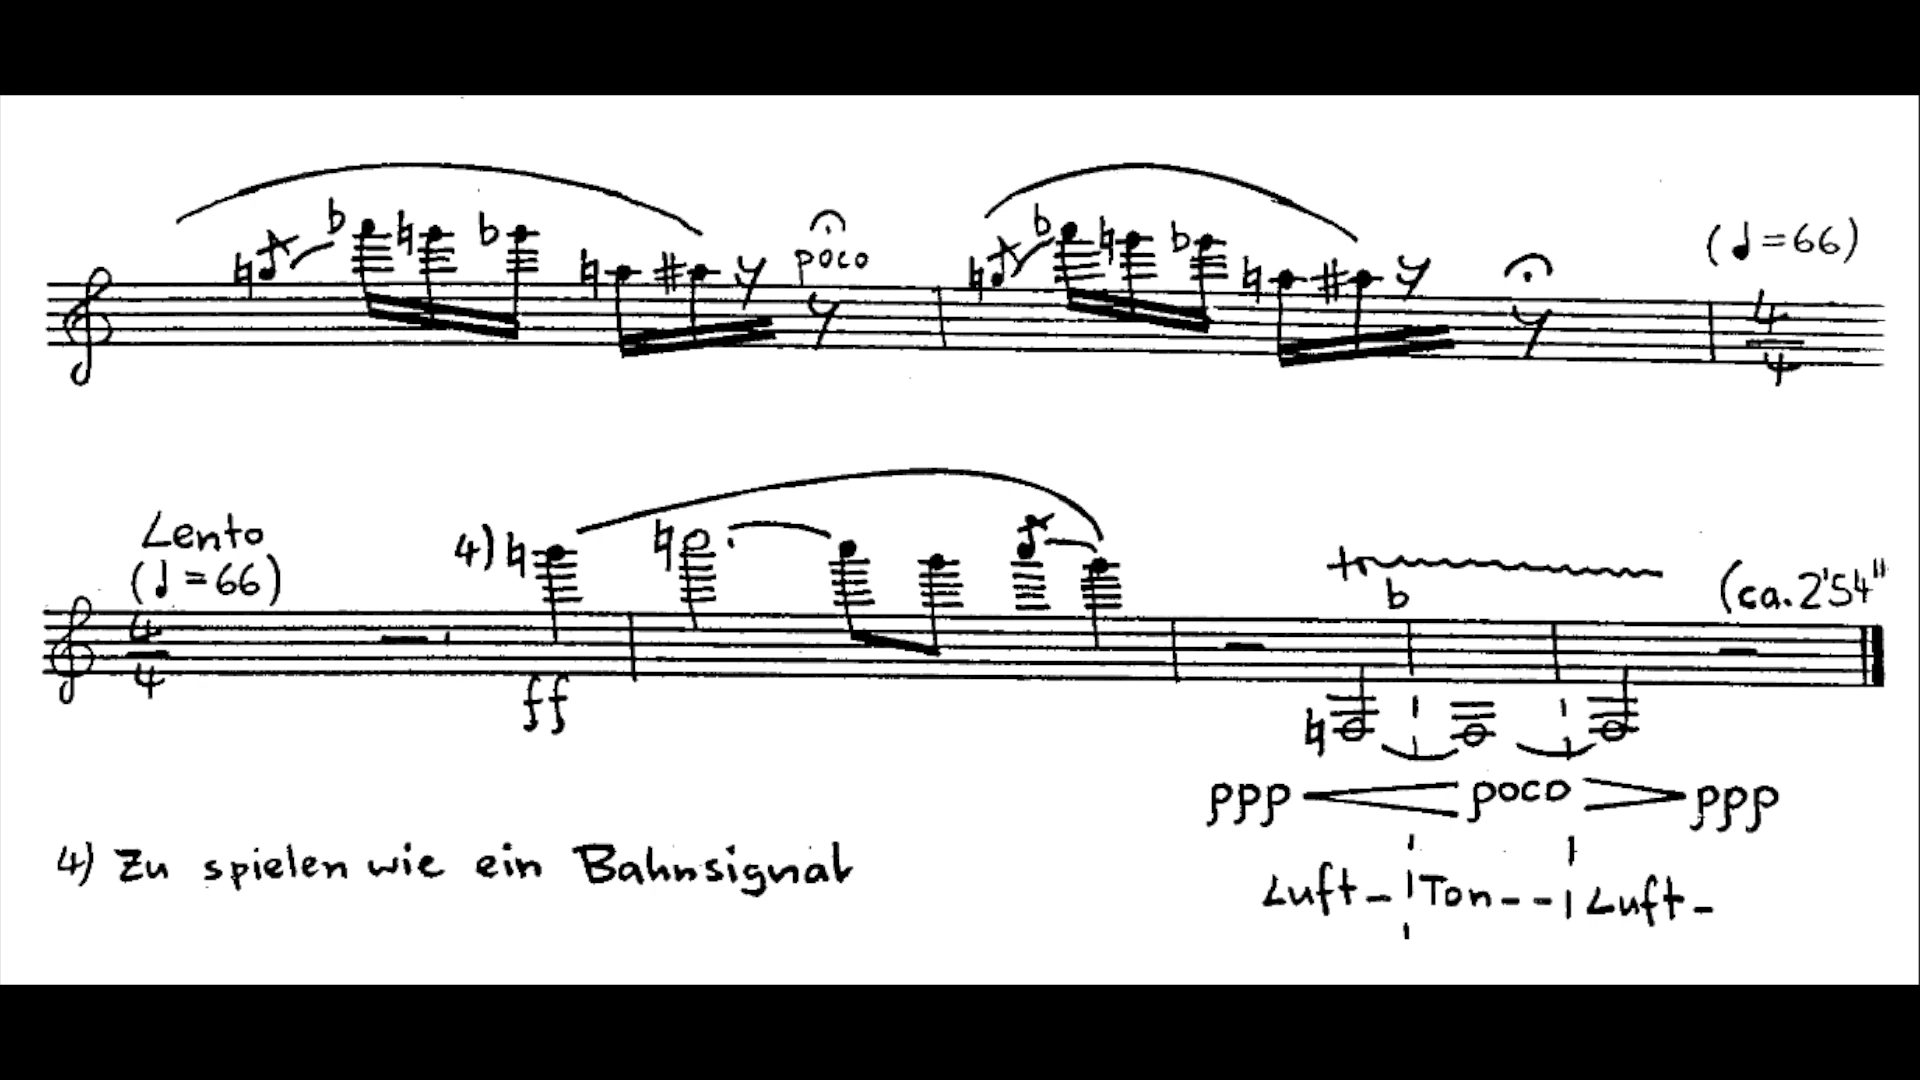 poco
(♩=66)
Lento
(♩=66)
4)
(ca. 2'54"
ff
ppp poco ppp
4) Zu spielen wie ein Bahnsignal
Luft - Ton - - Luft -